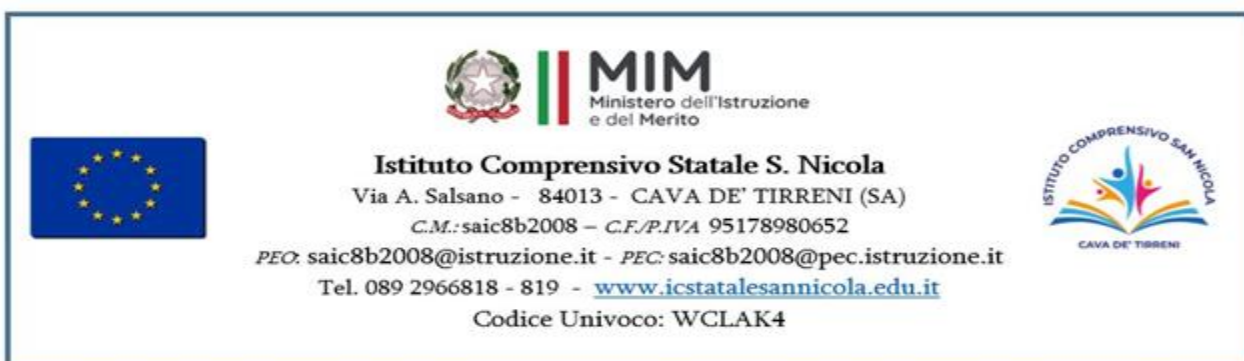 MIM
Ministero dell'Istruzione
e del Merito
Istituto Comprensivo Statale S. Nicola
Via A. Salsano - 84013 - CAVA DE' TIRRENI (SA)
C.M.: saic8b2008 – C.F./P.IVA 95178980652
PEO: saic8b2008@istruzione.it - PEC: saic8b2008@pec.istruzione.it
Tel. 089 2966818 - 819 - www.icstatalesannicola.edu.it
Codice Univoco: WCLAK4
ISTITUTO COMPRENSIVO SAN NICOLA
CAVA DE' TIRRENI